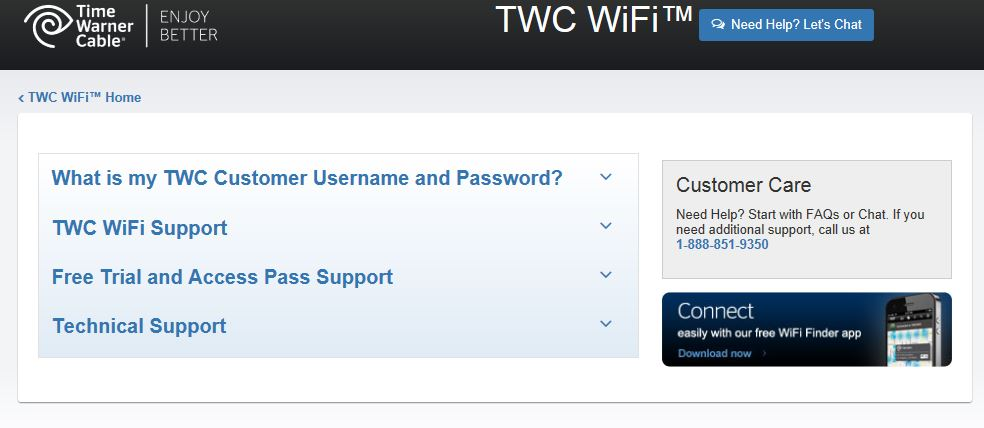 Time
Warner
Cable®
ENJOY
BETTER
TWC WiFi™
Need Help? Let's Chat
‹ TWC WiFi™ Home
What is my TWC Customer Username and Password?
TWC WiFi Support
Free Trial and Access Pass Support
Technical Support
Customer Care
Need Help? Start with FAQs or Chat. If you
need additional support, call us at
1-888-851-9350
Connect
easily with our free WiFi Finder app
Download now ›